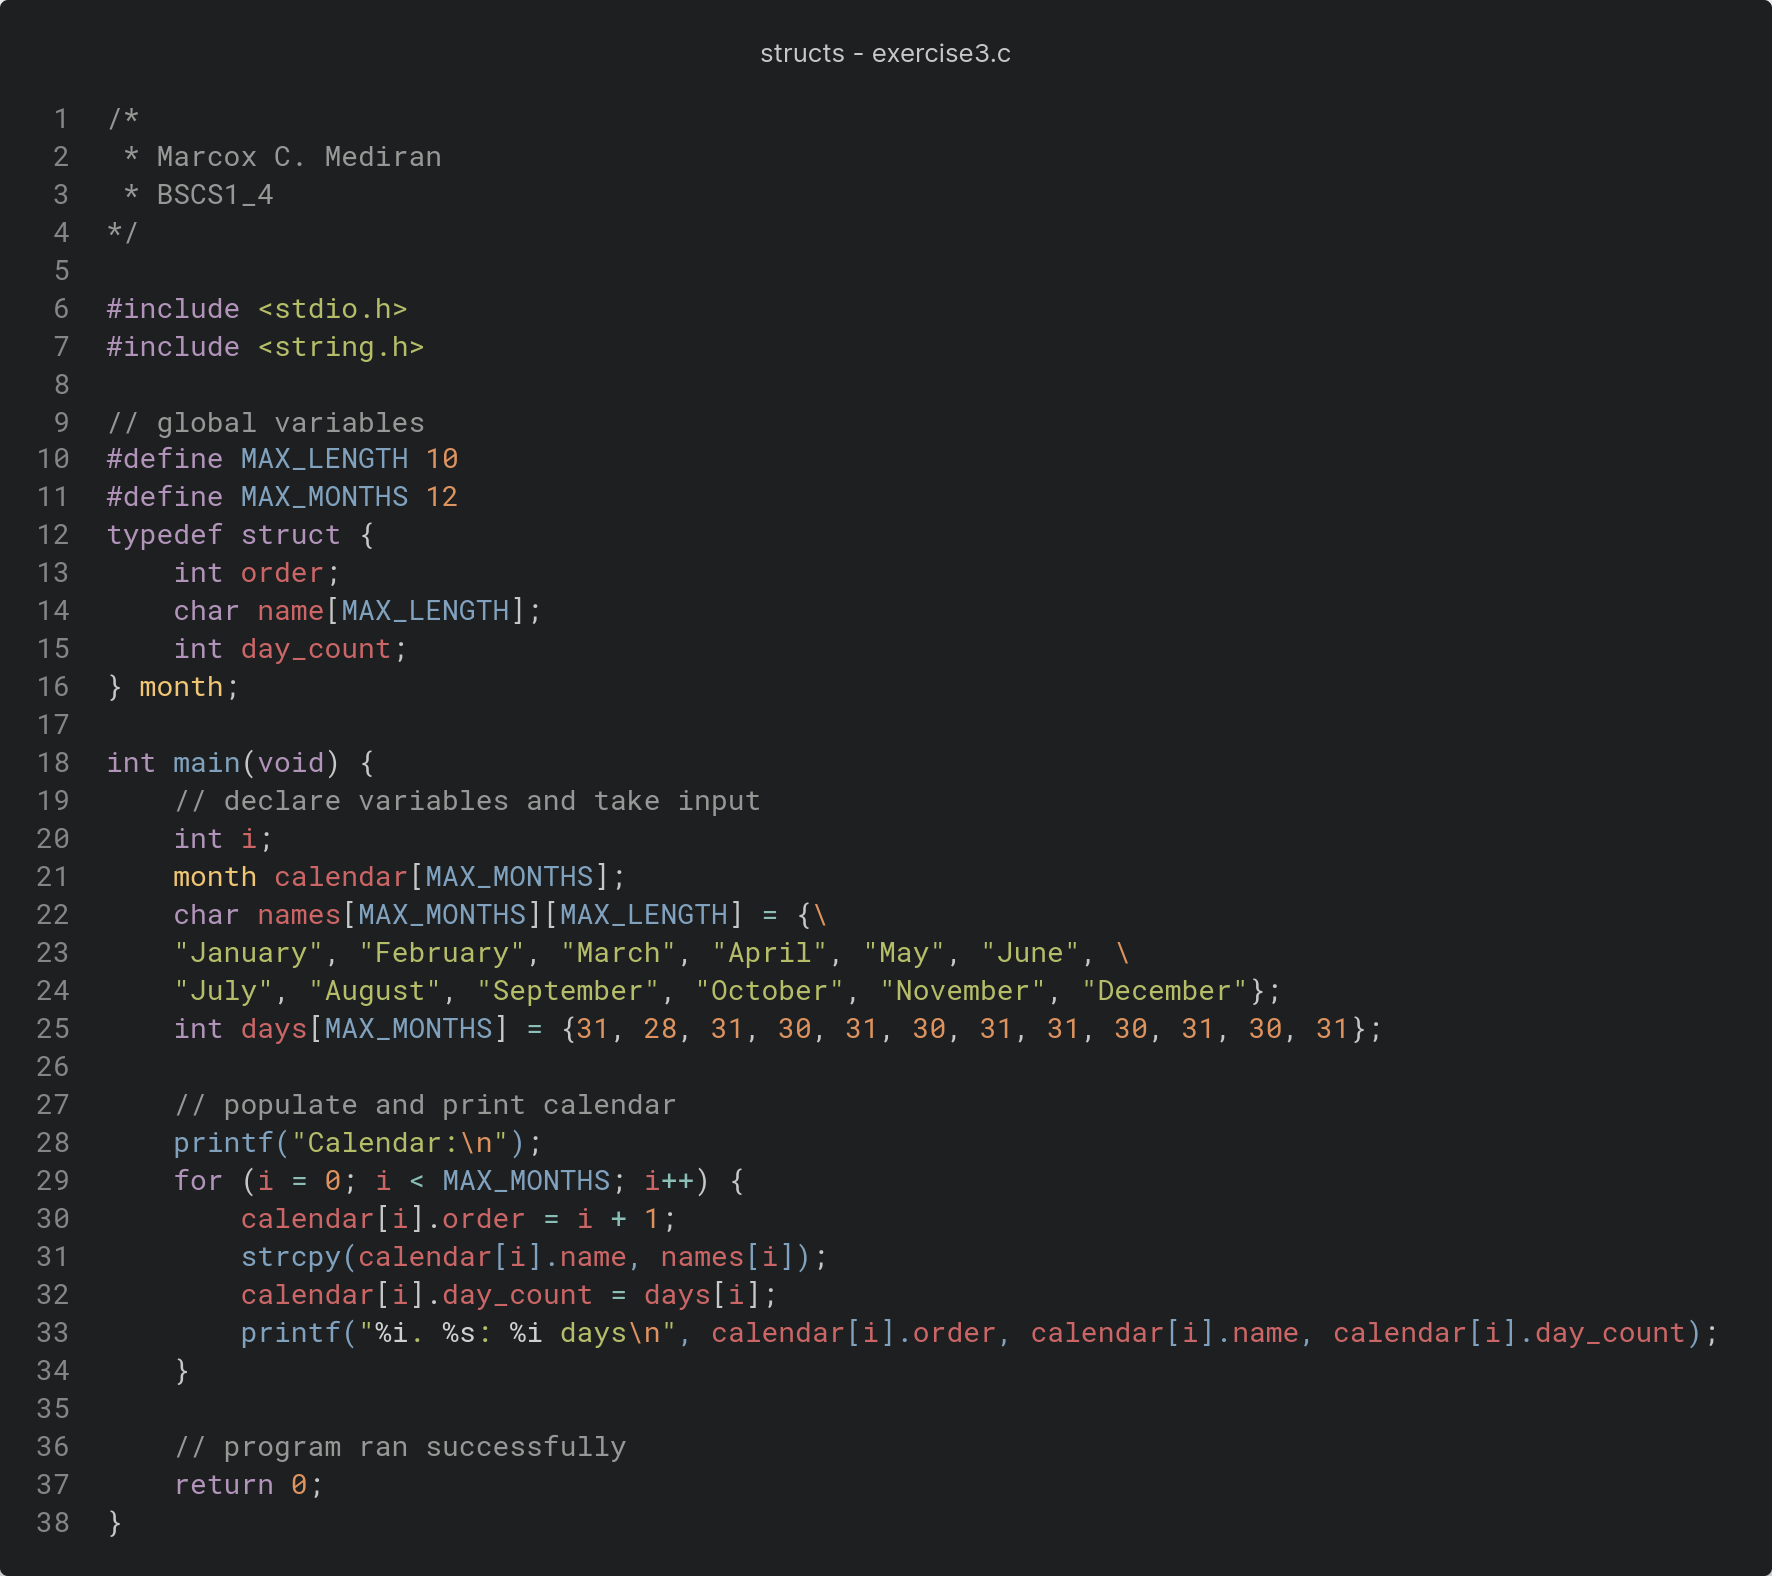 structs - exercise3.c
1 /*
2  * Marcox C. Mediran
3  * BSCS1_4
4 */
5
6 #include <stdio.h>
7 #include <string.h>
8
9 // global variables
10 #define MAX_LENGTH 10
11 #define MAX_MONTHS 12
12 typedef struct {
13     int order;
14     char name[MAX_LENGTH];
15     int day_count;
16 } month;
17
18 int main(void) {
19     // declare variables and take input
20     int i;
21     month calendar[MAX_MONTHS];
22     char names[MAX_MONTHS][MAX_LENGTH] = {\
23     "January", "February", "March", "April", "May", "June", \
24     "July", "August", "September", "October", "November", "December"};
25     int days[MAX_MONTHS] = {31, 28, 31, 30, 31, 30, 31, 31, 30, 31, 30, 31};
26
27     // populate and print calendar
28     printf("Calendar:\n");
29     for (i = 0; i < MAX_MONTHS; i++) {
30         calendar[i].order = i + 1;
31         strcpy(calendar[i].name, names[i]);
32         calendar[i].day_count = days[i];
33         printf("%i. %s: %i days\n", calendar[i].order, calendar[i].name, calendar[i].day_count);
34     }
35
36     // program ran successfully
37     return 0;
38 }